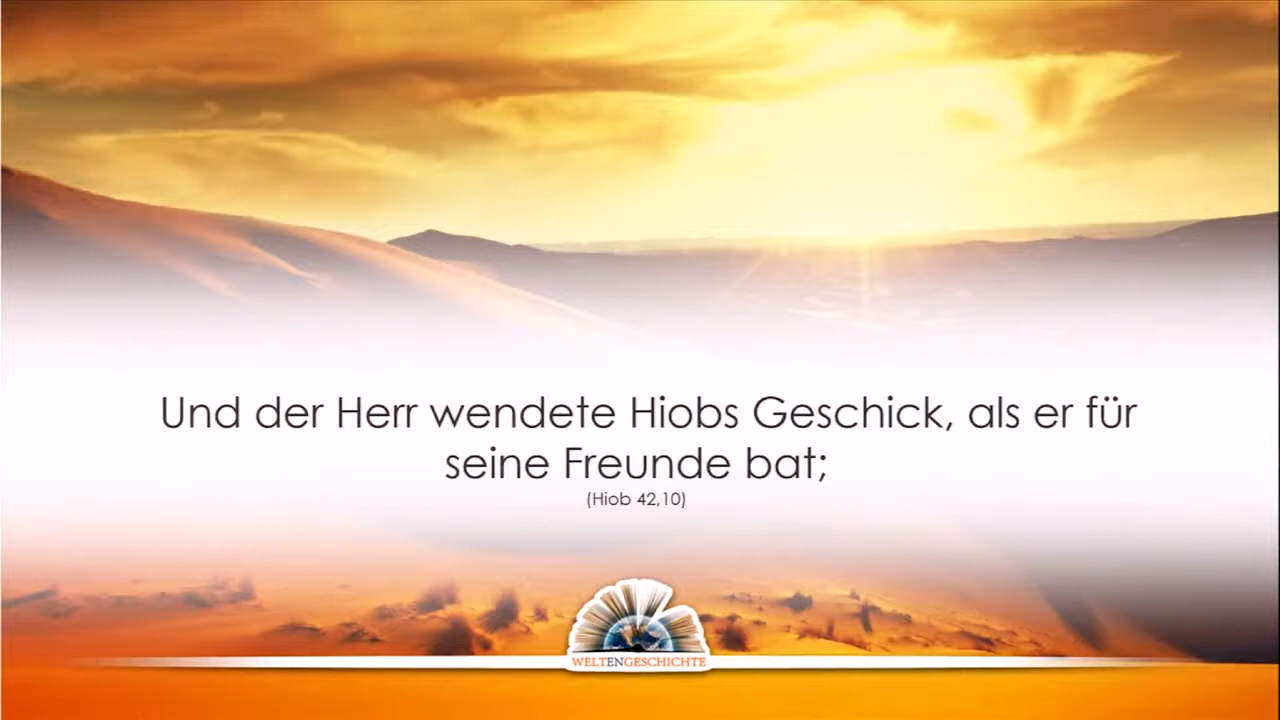 Und der Herr wendete Hiobs Geschick, als er für
seine Freunde bat;
(Hiob 42,10)
WELTENGESCHICHTE